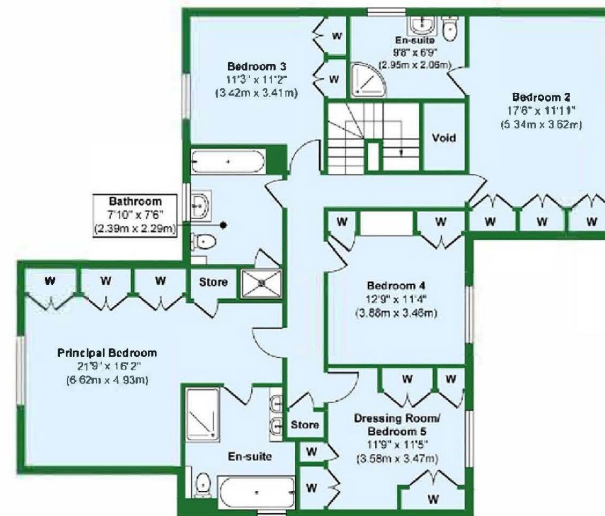 W
En-suite
9'8" x 6'9"
(2.95m x 2.06m)
Bedroom 3
11'3" x 11'2"
(3.42m x 3.41m)
W
Bedroom 2
17'6" x 11'11"
(5.34m x 3.62m)
Void
Bathroom
7'10" x 7'6"
(2.39m x 2.29m)
W
W
W
W
W
W
W
W
Store
Bedroom 4
12'9" x 11'4"
(3.88m x 3.46m)
Principal Bedroom
21'9" x 16'2"
(6.62m x 4.93m)
W
W
Store
Dressing Room/
Bedroom 5
11'9" x 11'5"
(3.58m x 3.47m)
En-suite
W
W
W